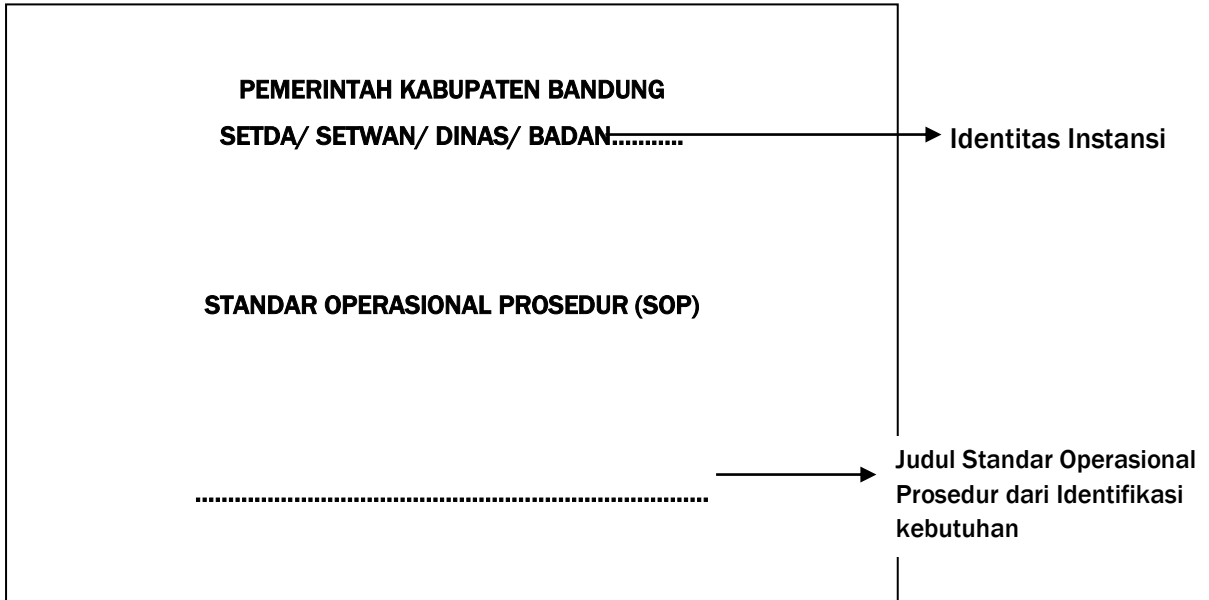 PEMERINTAH KABUPATEN BANDUNG
SETDA/ SETWAN/ DINAS/ BADAN...........
Identitas Instansi
STANDAR OPERASIONAL PROSEDUR (SOP)
..............................................................................
Judul Standar Operasional
Prosedur dari Identifikasi
kebutuhan